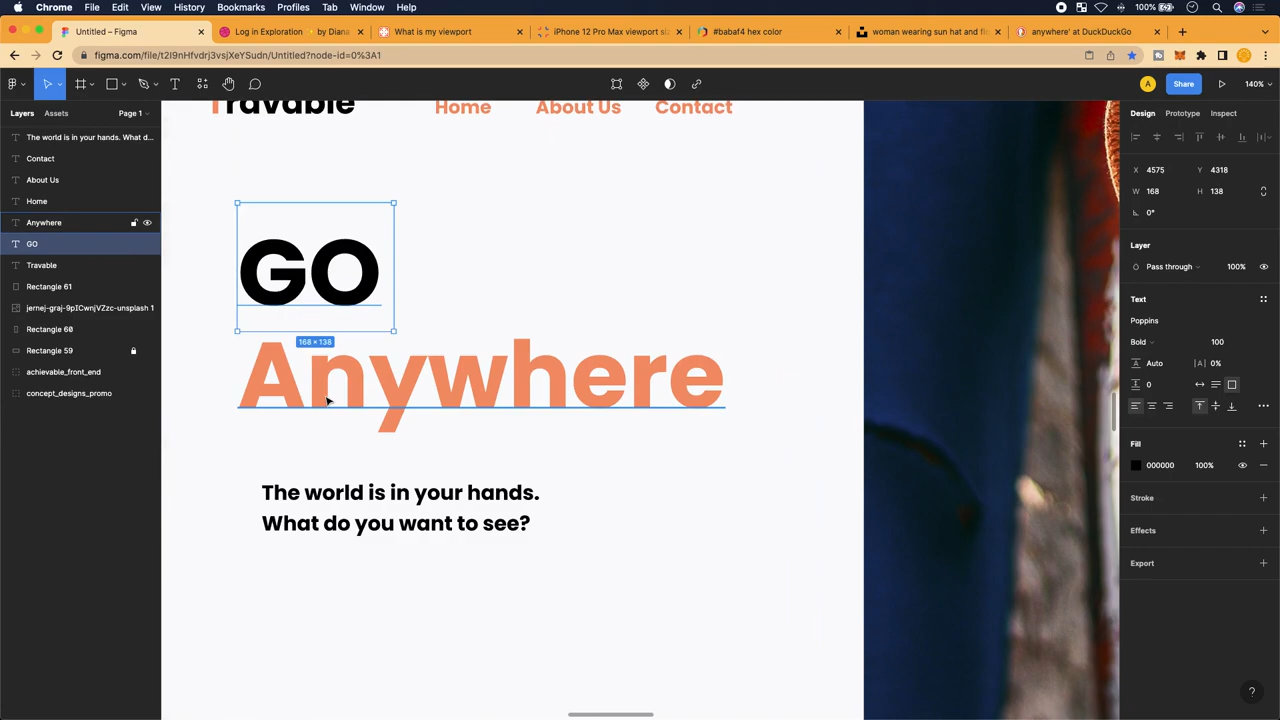 Chrome File Edit View History Bookmarks Profiles Tab Window Help 100%
Untitled – Figma
Log in Exploration ✨ by Diana
What is my viewport
iPhone 12 Pro Max viewport si
#babaf4 hex color
woman wearing sun hat and fl
anywhere' at DuckDuckGo
figma.com/file/t2I9nHfvdrj3vsjXeYSudn/Untitled?node-id=0%3A1
A Share 140%
Layers Assets Page 1
The world is in your hands. What d...
Contact
About Us
Home
Anywhere
GO
Travable
Rectangle 61
jernej-graj-9pICwnjVZzc-unsplash 1
Rectangle 60
Rectangle 59
achievable_front_end
concept_designs_promo
Travable Home About Us Contact
GO
168 × 138
Anywhere
The world is in your hands.
What do you want to see?
Design Prototype Inspect
X 4575 Y 4318
W 168 H 138
0°
Layer
Pass through 100%
Text
Poppins
Bold 100
Auto |A| 0%
0
Fill
000000 100%
Stroke
Effects
Export
?